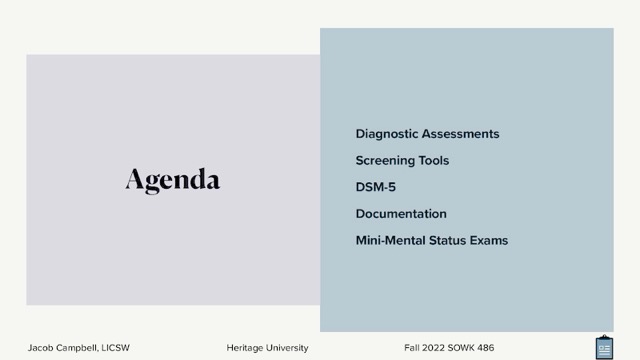 Agenda
Diagnostic Assessments
Screening Tools
DSM-5
Documentation
Mini-Mental Status Exams
Jacob Campbell, LICSW
Heritage University
Fall 2022 SOWK 486